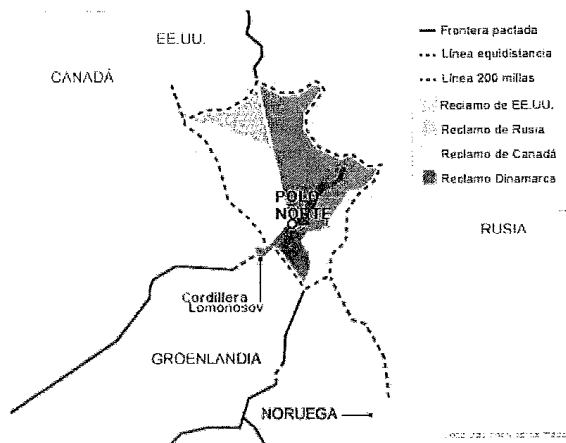 EE.UU.
CANADÁ
Frontera pactada
Línea equidistancia
Línea 200 millas
Reclamo de EE.UU.
Reclamo de Rusia
Reclamo de Canadá
Reclamo Dinamarca
POLO
NORTE
RUSIA
Cordillera
Lomonosov
GROENLANDIA
NORUEGA